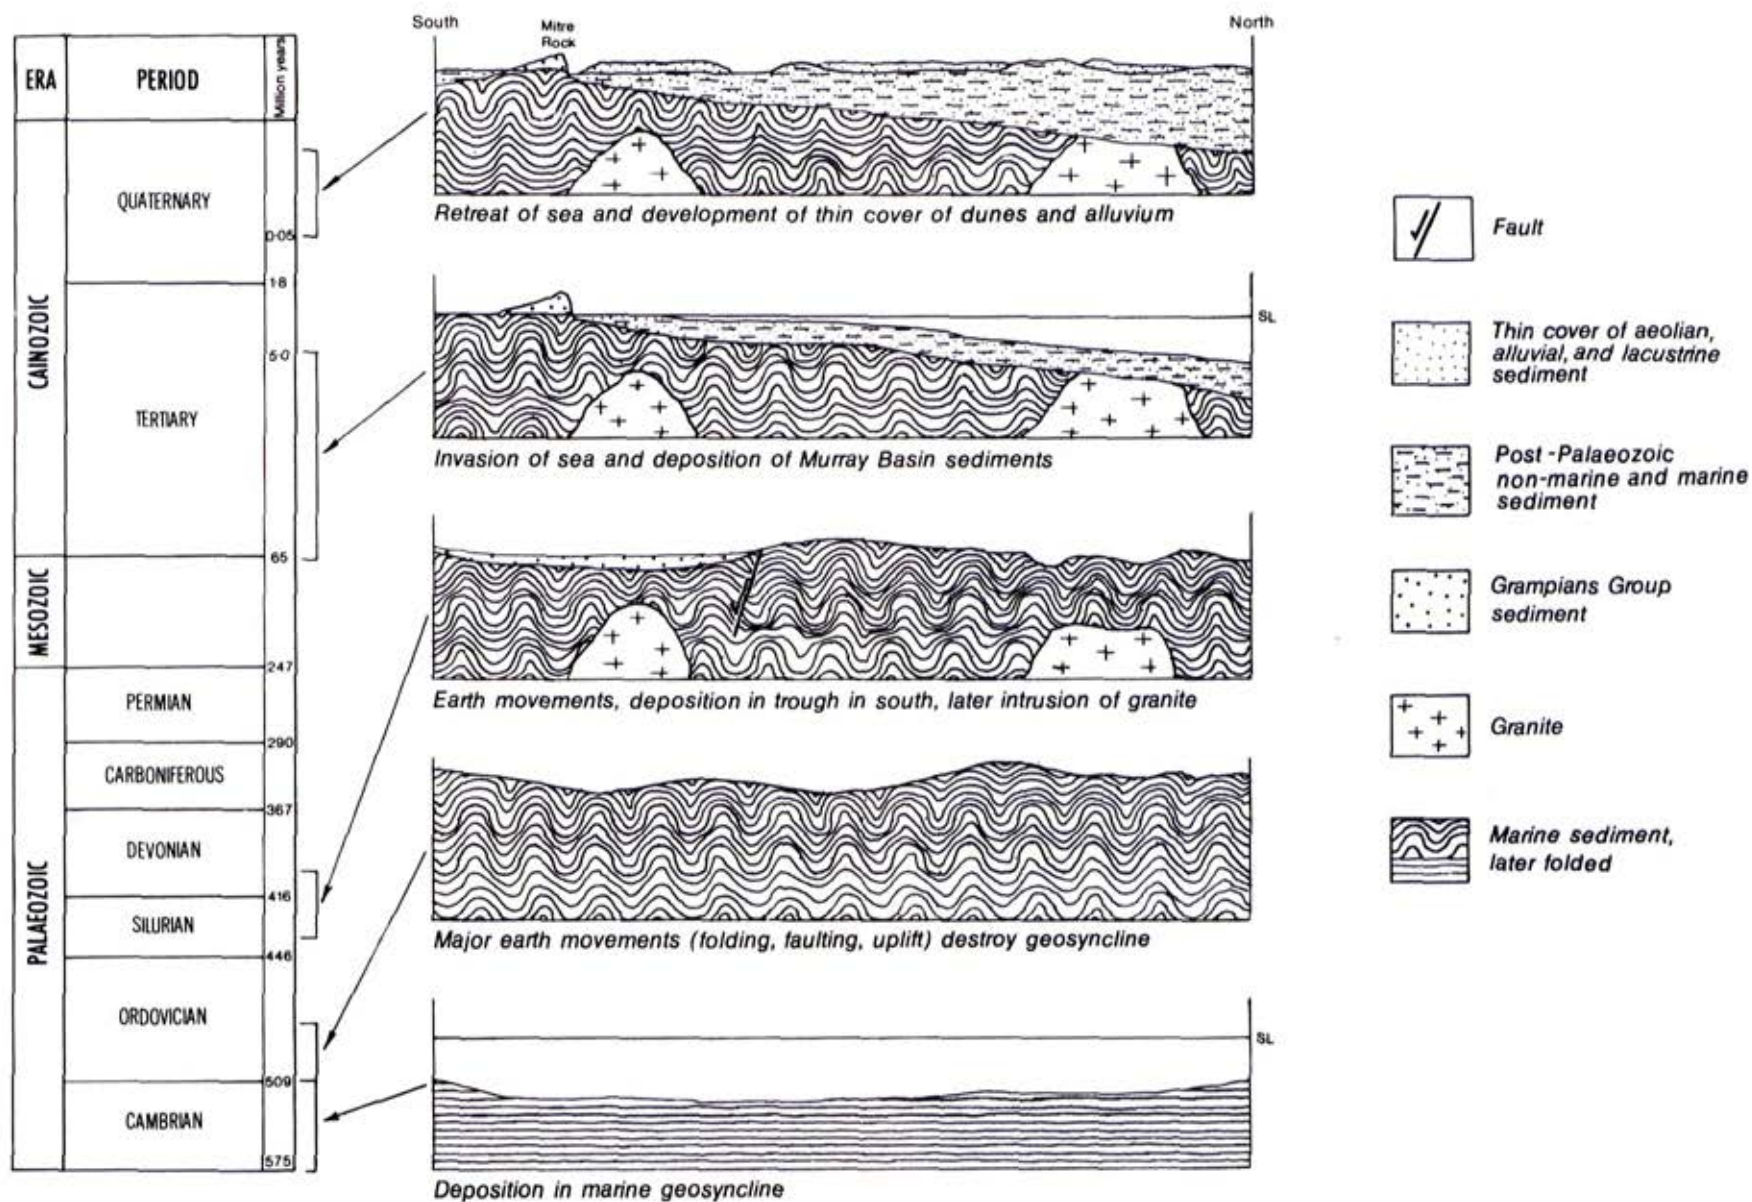 ERA
PERIOD
Million years
CAINOZOIC
QUATERNARY
0·05
1·8
TERTIARY
5·0
65
MESOZOIC
247
PALAEOZOIC
PERMIAN
290
CARBONIFEROUS
367
DEVONIAN
416
SILURIAN
446
ORDOVICIAN
509
CAMBRIAN
575
South
Mitre
Rock
North
Retreat of sea and development of thin cover of dunes and alluvium
SL
Invasion of sea and deposition of Murray Basin sediments
Earth movements, deposition in trough in south, later intrusion of granite
Major earth movements (folding, faulting, uplift) destroy geosyncline
SL
Deposition in marine geosyncline
Fault
Thin cover of aeolian,
alluvial, and lacustrine
sediment
Post-Palaeozoic
non-marine and marine
sediment
Grampians Group
sediment
Granite
Marine sediment,
later folded